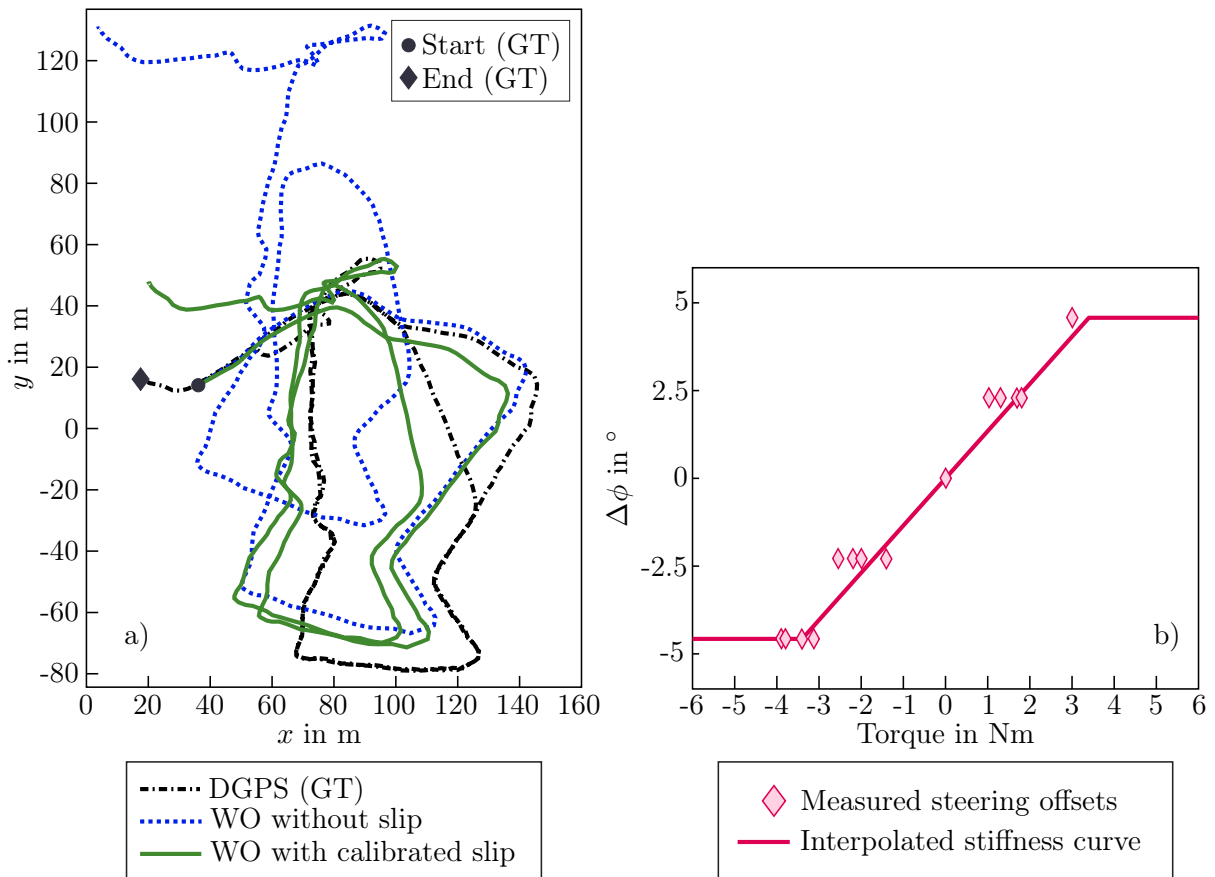 Start (GT)
End (GT)
120
100
80
60
40
20
0
-20
-40
-60
-80
y in m
a)
0 20 40 60 80 100 120 140 160
x in m
DGPS (GT)
WO without slip
WO with calibrated slip
5
2.5
0
-2.5
-5
Δϕ in °
b)
-6 -5 -4 -3 -2 -1 0 1 2 3 4 5 6
Torque in Nm
Measured steering offsets
Interpolated stiffness curve